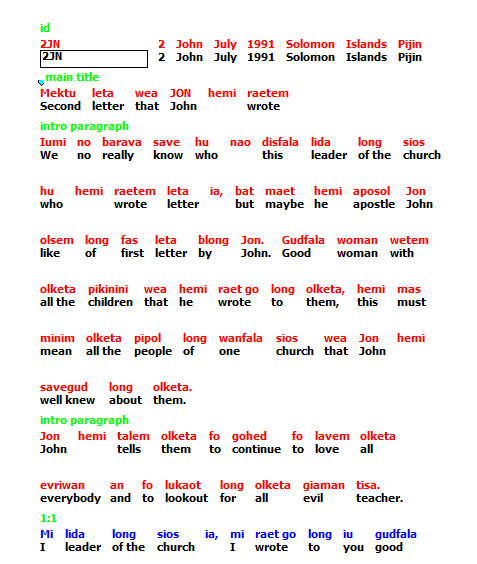 id
2JN 2 John July 1991 Solomon Islands Pijin
2JN 2 John July 1991 Solomon Islands Pijin
main title
Mektu leta wea JON hemi raetem
Second letter that John wrote
intro paragraph
Iumi no barava save hu nao disfala lida long sios
We no really know who this leader of the church
hu hemi raetem leta ia, bat maet hemi aposol Jon
who wrote letter but maybe he apostle John
olsem long fas leta blong Jon. Gudfala woman wetem
like of first letter by John. Good woman with
olketa pikinini wea hemi raet go long olketa, hemi mas
all the children that he wrote to them, this must
minim olketa pipol long wanfala sios wea Jon hemi
mean all the people of one church that John
savegud long olketa.
well knew about them.
intro paragraph
Jon hemi talem olketa fo gohed fo lavem olketa
John tells them to continue to love all
evriwan an fo lukaot long olketa giaman tisa.
everybody and to lookout for all evil teacher.
1:1
Mi lida long sios ia, mi raet go long iu gudfala
I leader of the church I wrote to you good